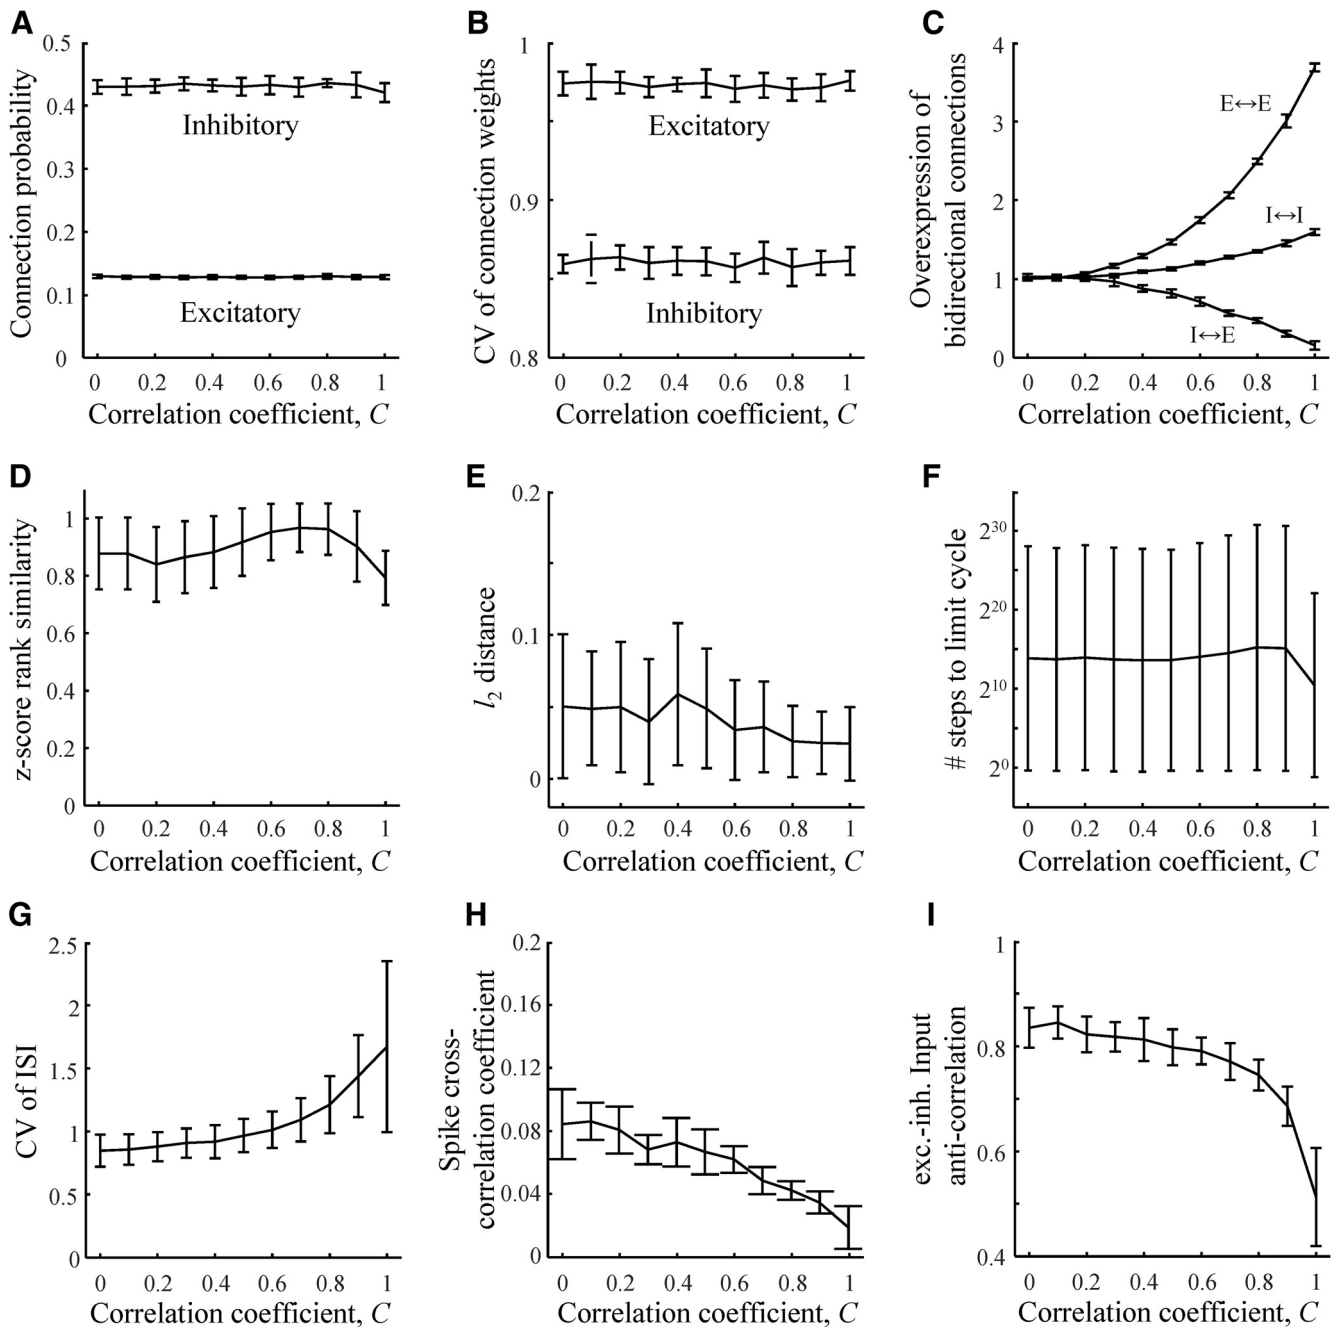 A
Connection probability
0.5
0.4
0.3
0.2
0.1
0
Inhibitory
Excitatory
0 0.2 0.4 0.6 0.8 1
Correlation coefficient, C
B
CV of connection weights
1
0.9
0.8
Excitatory
Inhibitory
0 0.2 0.4 0.6 0.8 1
Correlation coefficient, C
C
Overexpression of
bidirectional connections
4
3
2
1
0
E↔E
I↔I
I↔E
0 0.2 0.4 0.6 0.8 1
Correlation coefficient, C
D
z-score rank similarity
1
0.8
0.6
0.4
0.2
0
0 0.2 0.4 0.6 0.8 1
Correlation coefficient, C
E
l2 distance
0.2
0.1
0
0 0.2 0.4 0.6 0.8 1
Correlation coefficient, C
F
# steps to limit cycle
2^30
2^20
2^10
2^0
0 0.2 0.4 0.6 0.8 1
Correlation coefficient, C
G
CV of ISI
2.5
2
1.5
1
0.5
0
0 0.2 0.4 0.6 0.8 1
Correlation coefficient, C
H
Spike cross-
correlation coefficient
0.2
0.16
0.12
0.08
0.04
0
0 0.2 0.4 0.6 0.8 1
Correlation coefficient, C
I
exc.-inh. Input
anti-correlation
1
0.8
0.6
0.4
0 0.2 0.4 0.6 0.8 1
Correlation coefficient, C